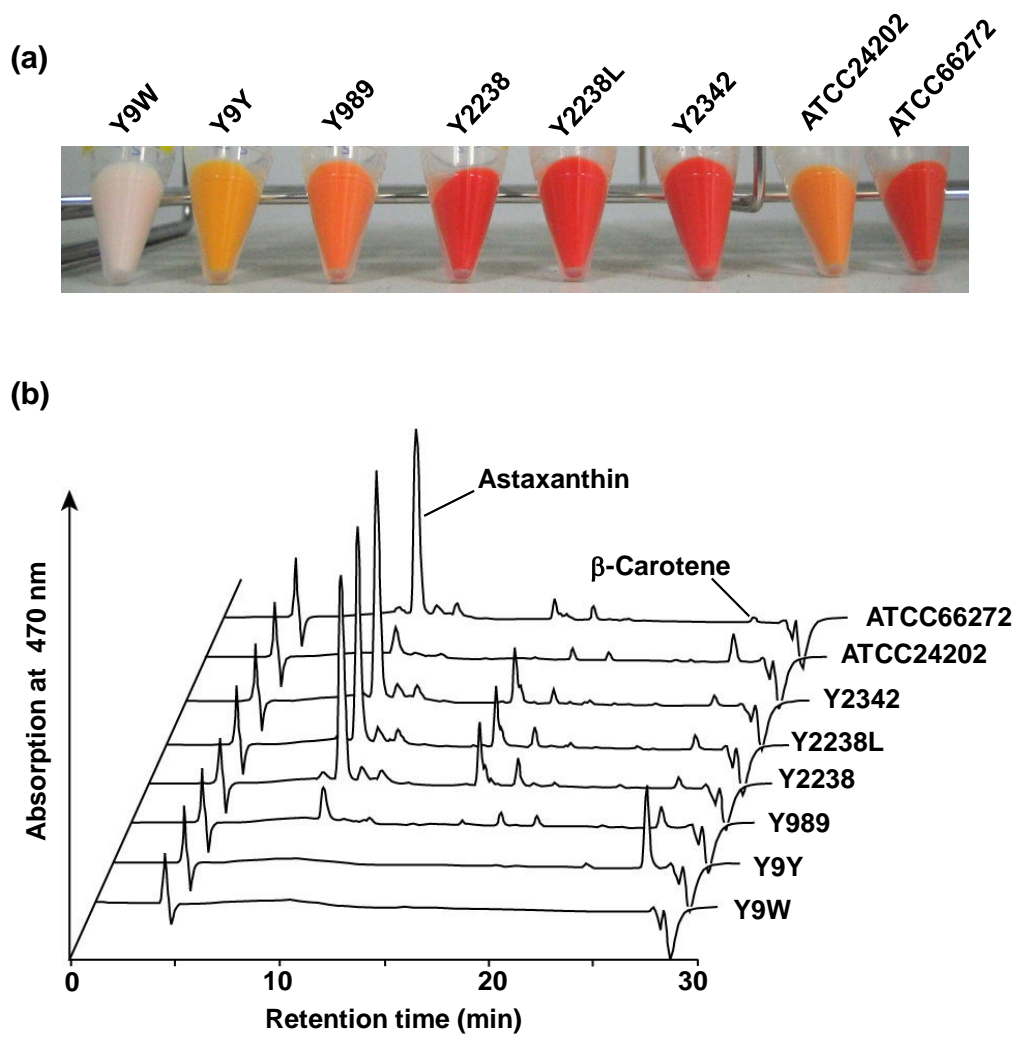 (a)
Y9W Y9Y Y989 Y2238 Y2238L Y2342 ATCC24202 ATCC66272
(b)
Astaxanthin
β-Carotene
Absorption at 470 nm
ATCC66272
ATCC24202
Y2342
Y2238L
Y2238
Y989
Y9Y
Y9W
0 10 20 30
Retention time (min)